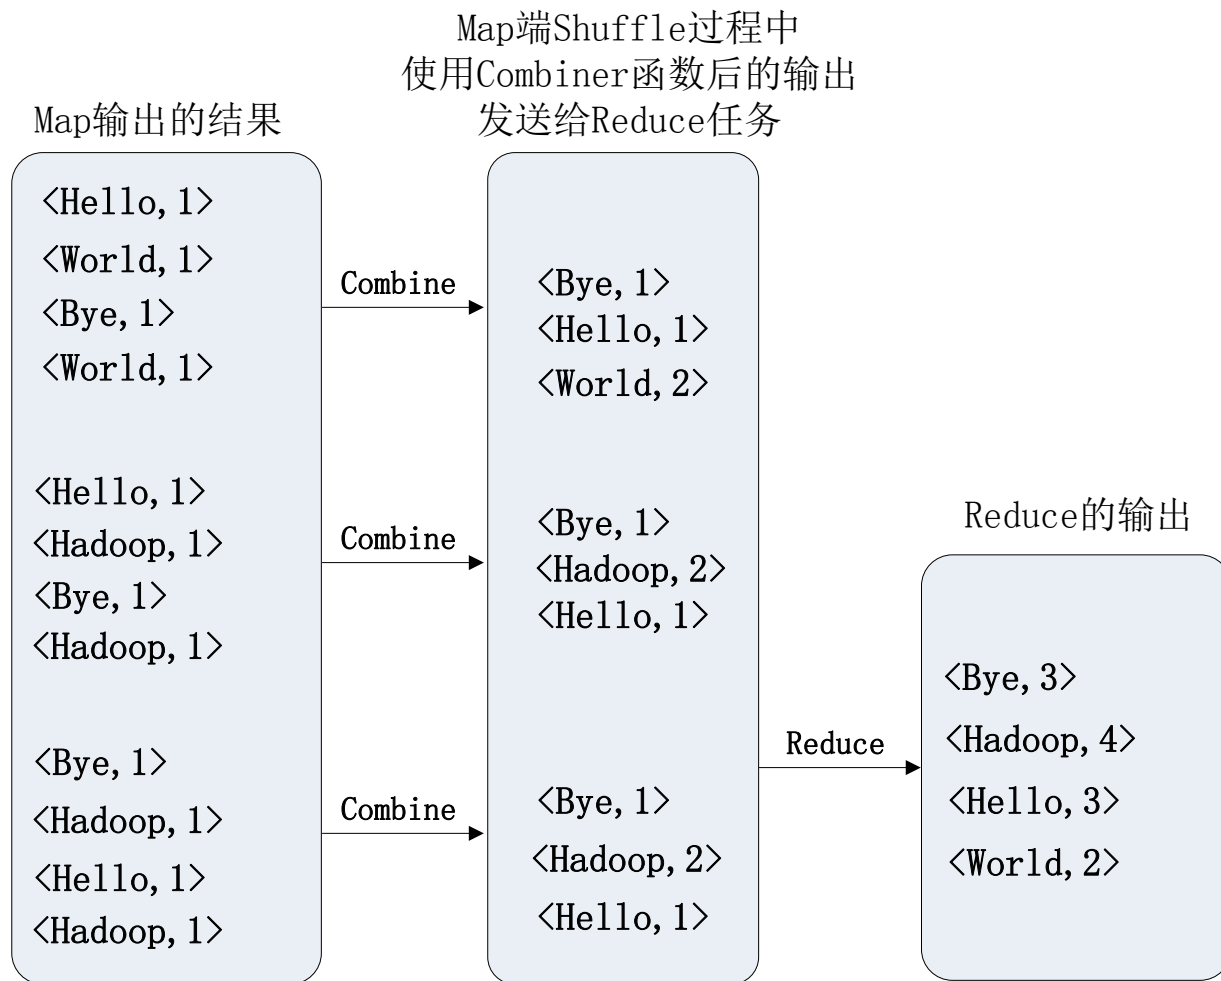 Map输出的结果
<Hello,1>
<World,1>
<Bye,1>
<World,1>
<Hello,1>
<Hadoop,1>
<Bye,1>
<Hadoop,1>
<Bye,1>
<Hadoop,1>
<Hello,1>
<Hadoop,1>
Combine
Combine
Combine
Map端Shuffle过程中
使用Combiner函数后的输出
发送给Reduce任务
<Bye,1>
<Hello,1>
<World,2>
<Bye,1>
<Hadoop,2>
<Hello,1>
<Bye,1>
<Hadoop,2>
<Hello,1>
Reduce
Reduce的输出
<Bye,3>
<Hadoop,4>
<Hello,3>
<World,2>